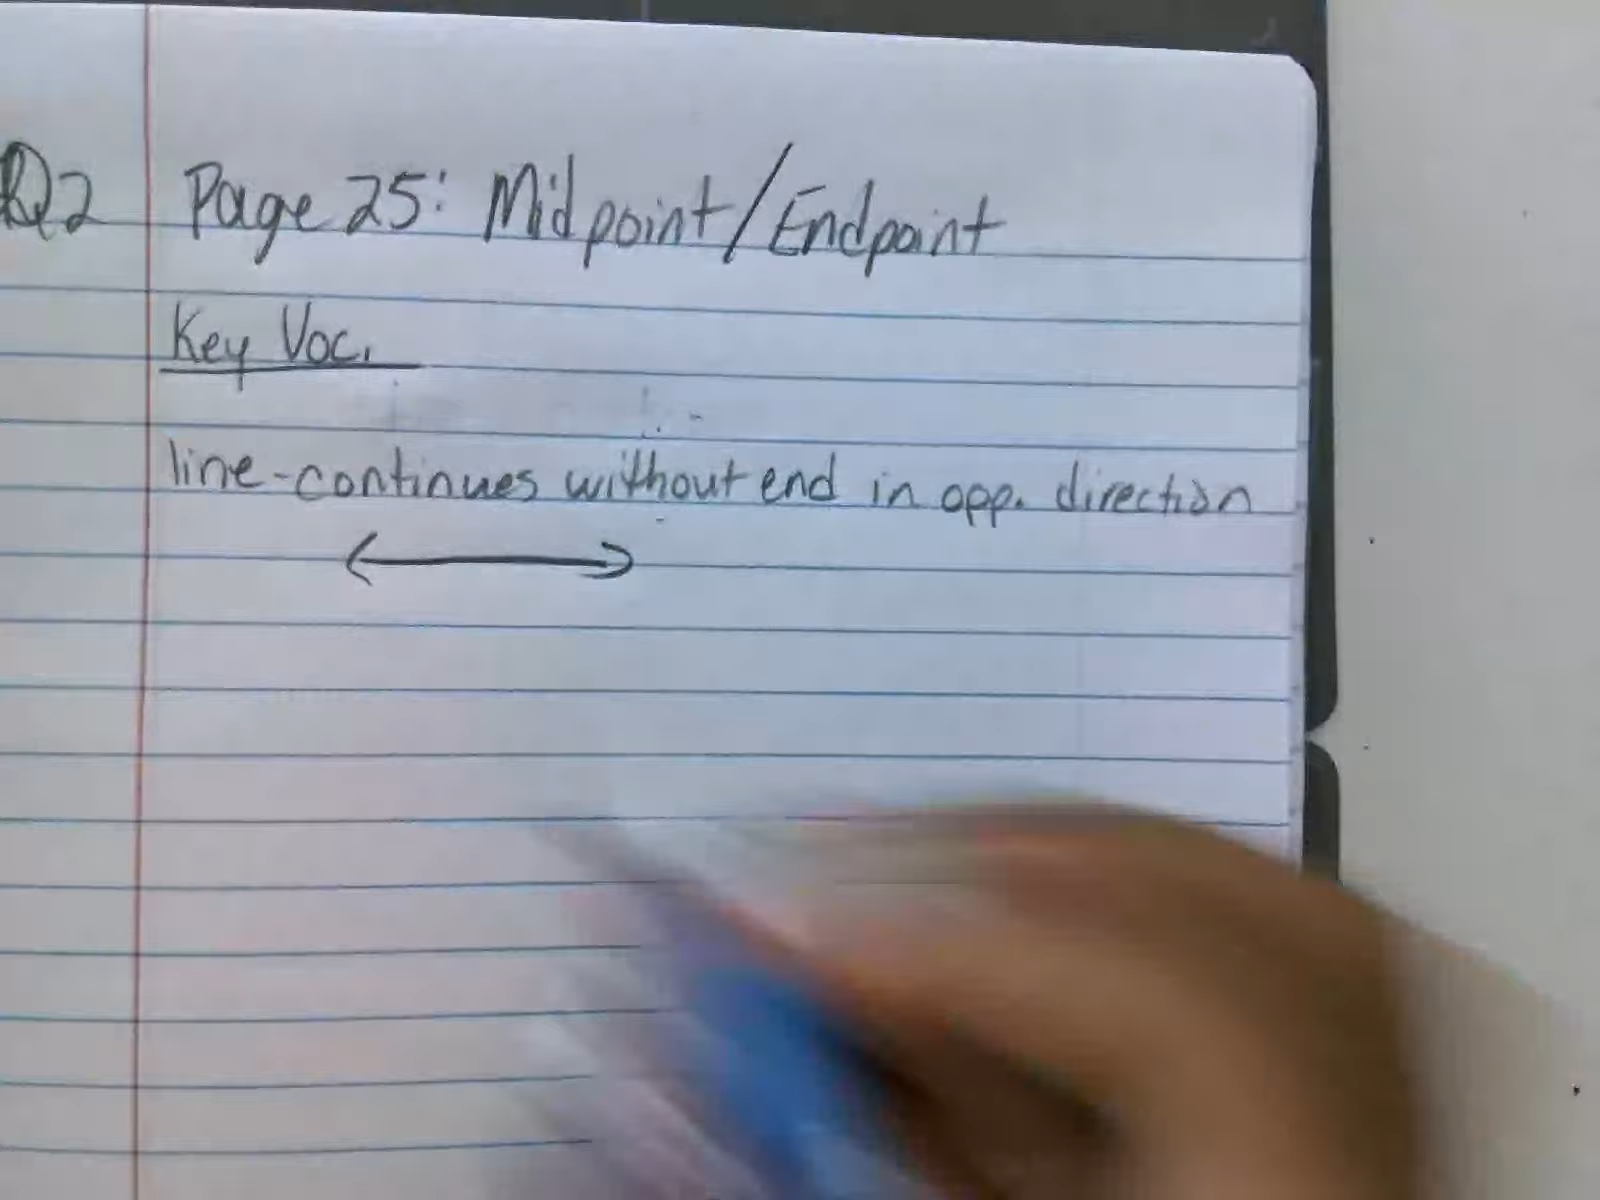 Q2 Page 25: Midpoint/Endpoint
Key Voc.
line-continues without end in opp. direction